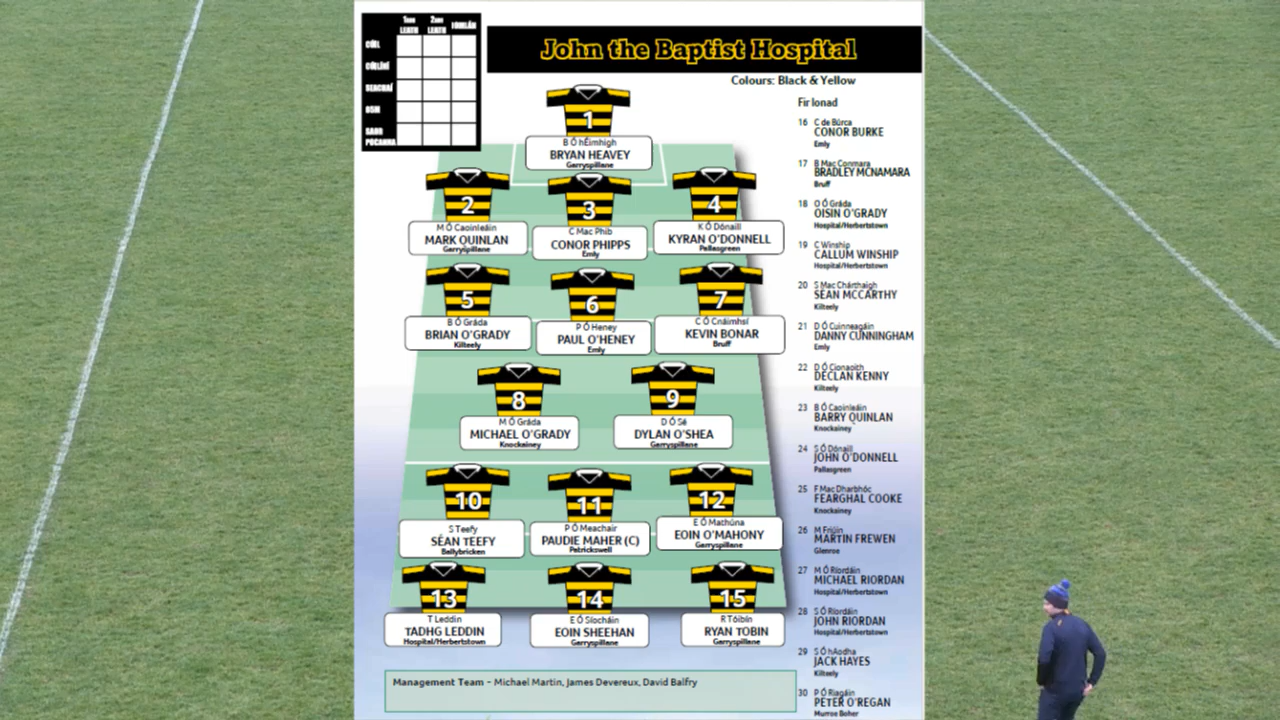 1ADH LEATH
2ADH LEATH
IOMLÁN
CÚIL
CÚILÍNÍ
SEACHAÍ
65M
SAOR POCANNA
John the Baptist Hospital
Colours: Black & Yellow
1
B Ó hÉimhigh
BRYAN HEAVEY
Garryspillane
2
M Ó Caoinleáin
MARK QUINLAN
Garryspillane
3
C Mac Phib
CONOR PHIPPS
Emly
4
K Ó Dónaill
KYRAN O'DONNELL
Pallasgreen
5
B Ó Gráda
BRIAN O'GRADY
Kilteely
6
P Ó Heney
PAUL O'HENEY
Emly
7
C Ó Cnáimhsí
KEVIN BONAR
Bruff
8
M Ó Gráda
MICHAEL O'GRADY
Knockainey
9
D Ó Sé
DYLAN O'SHEA
Garryspillane
10
S Teefy
SÉAN TEEFY
Ballybricken
11
P Ó Meachair
PAUDIE MAHER (C)
Patrickswell
12
E Ó Mathúna
EOIN O'MAHONY
Garryspillane
13
T Leddin
TADHG LEDDIN
Hospital/Herbertstown
14
E Ó Síocháin
EOIN SHEEHAN
Garryspillane
15
R Tóibín
RYAN TOBIN
Garryspillane
Fir Ionad
16 C de Búrca
CONOR BURKE
Emly
17 B Mac Conmara
BRADLEY MCNAMARA
Bruff
18 O Ó Gráda
OISIN O'GRADY
Hospital/Herbertstown
19 C Winship
CALLUM WINSHIP
Hospital/Herbertstown
20 S Mac Chárthaigh
SÉAN MCCARTHY
Kilteely
21 D Ó Cuinneagáin
DANNY CUNNINGHAM
Emly
22 D Ó Cionaoith
DECLAN KENNY
Kilteely
23 B Ó Caoinleáin
BARRY QUINLAN
Knockainey
24 S Ó Dónaill
JOHN O'DONNELL
Pallasgreen
25 F Mac Dharbhóc
FEARGHAL COOKE
Knockainey
26 M Friúin
MARTIN FREWEN
Glenroe
27 M Ó Ríordáin
MICHAEL RIORDAN
Hospital/Herbertstown
28 S Ó Ríordáin
JOHN RIORDAN
Hospital/Herbertstown
29 S Ó hAodha
JACK HAYES
Kilteely
30 P Ó Riagáin
PETER O'REGAN
Murroe Boher
Management Team – Michael Martin, James Devereux, David Balfry